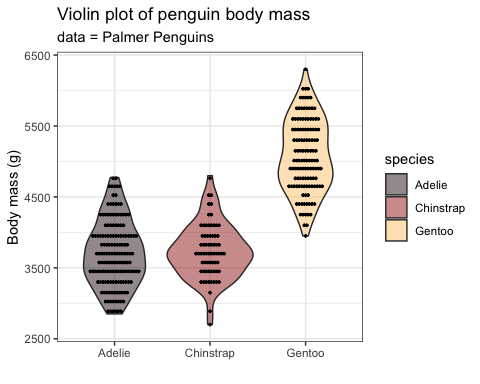 Violin plot of penguin body mass
data = Palmer Penguins
6500
5500
4500
3500
2500
Body mass (g)
Adelie
Chinstrap
Gentoo
species
Adelie
Chinstrap
Gentoo